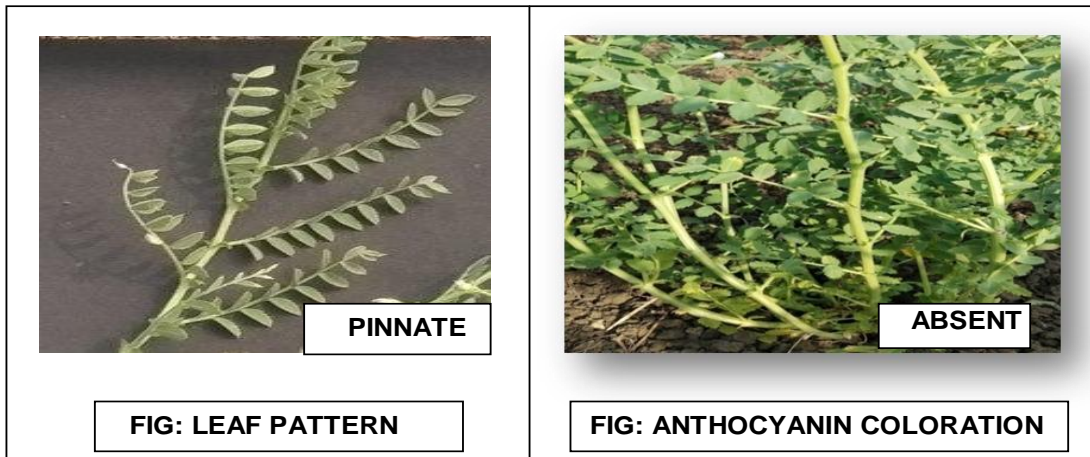 PINNATE
FIG: LEAF PATTERN
ABSENT
FIG: ANTHOCYANIN COLORATION